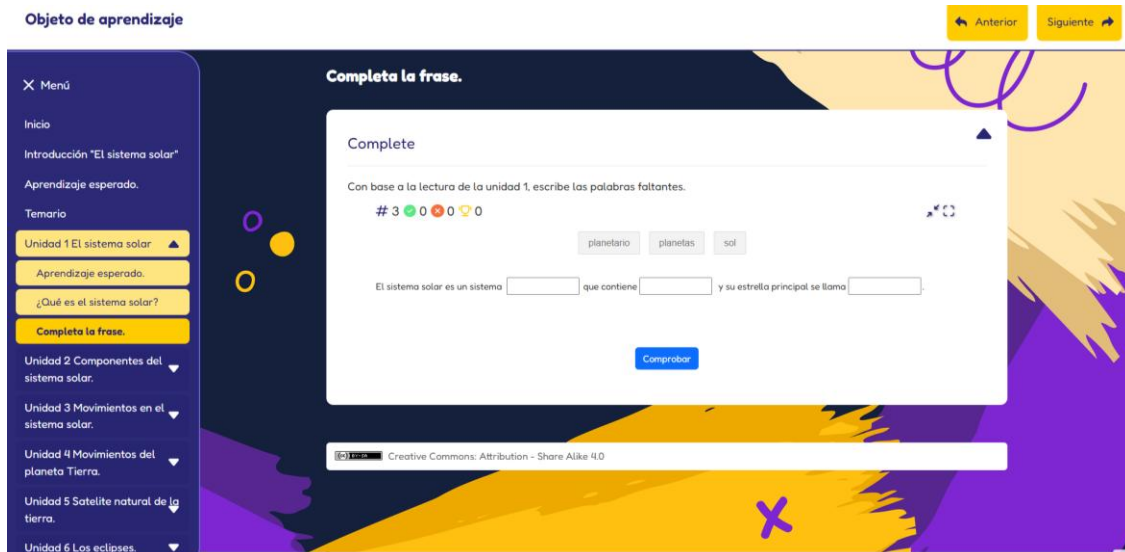 Objeto de aprendizaje
Anterior
Siguiente
Menú
Inicio
Introducción "El sistema solar"
Aprendizaje esperado.
Temario
Unidad 1 El sistema solar
Aprendizaje esperado.
¿Qué es el sistema solar?
Completa la frase.
Unidad 2 Componentes del
sistema solar.
Unidad 3 Movimientos en el
sistema solar.
Unidad 4 Movimientos del
planeta Tierra.
Unidad 5 Satelite natural de la
tierra.
Unidad 6 Los eclipses.
Completa la frase.
Complete
Con base a la lectura de la unidad 1, escribe las palabras faltantes.
# 3 0 0 0
planetario planetas sol
El sistema solar es un sistema que contiene y su estrella principal se llama .
Comprobar
Creative Commons: Attribution - Share Alike 4.0